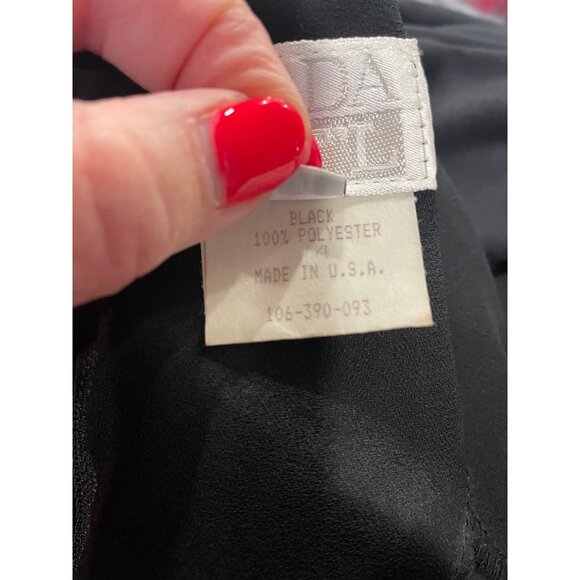 DA
BLACK
100% POLYESTER
MADE IN U.S.A.
106-390-093